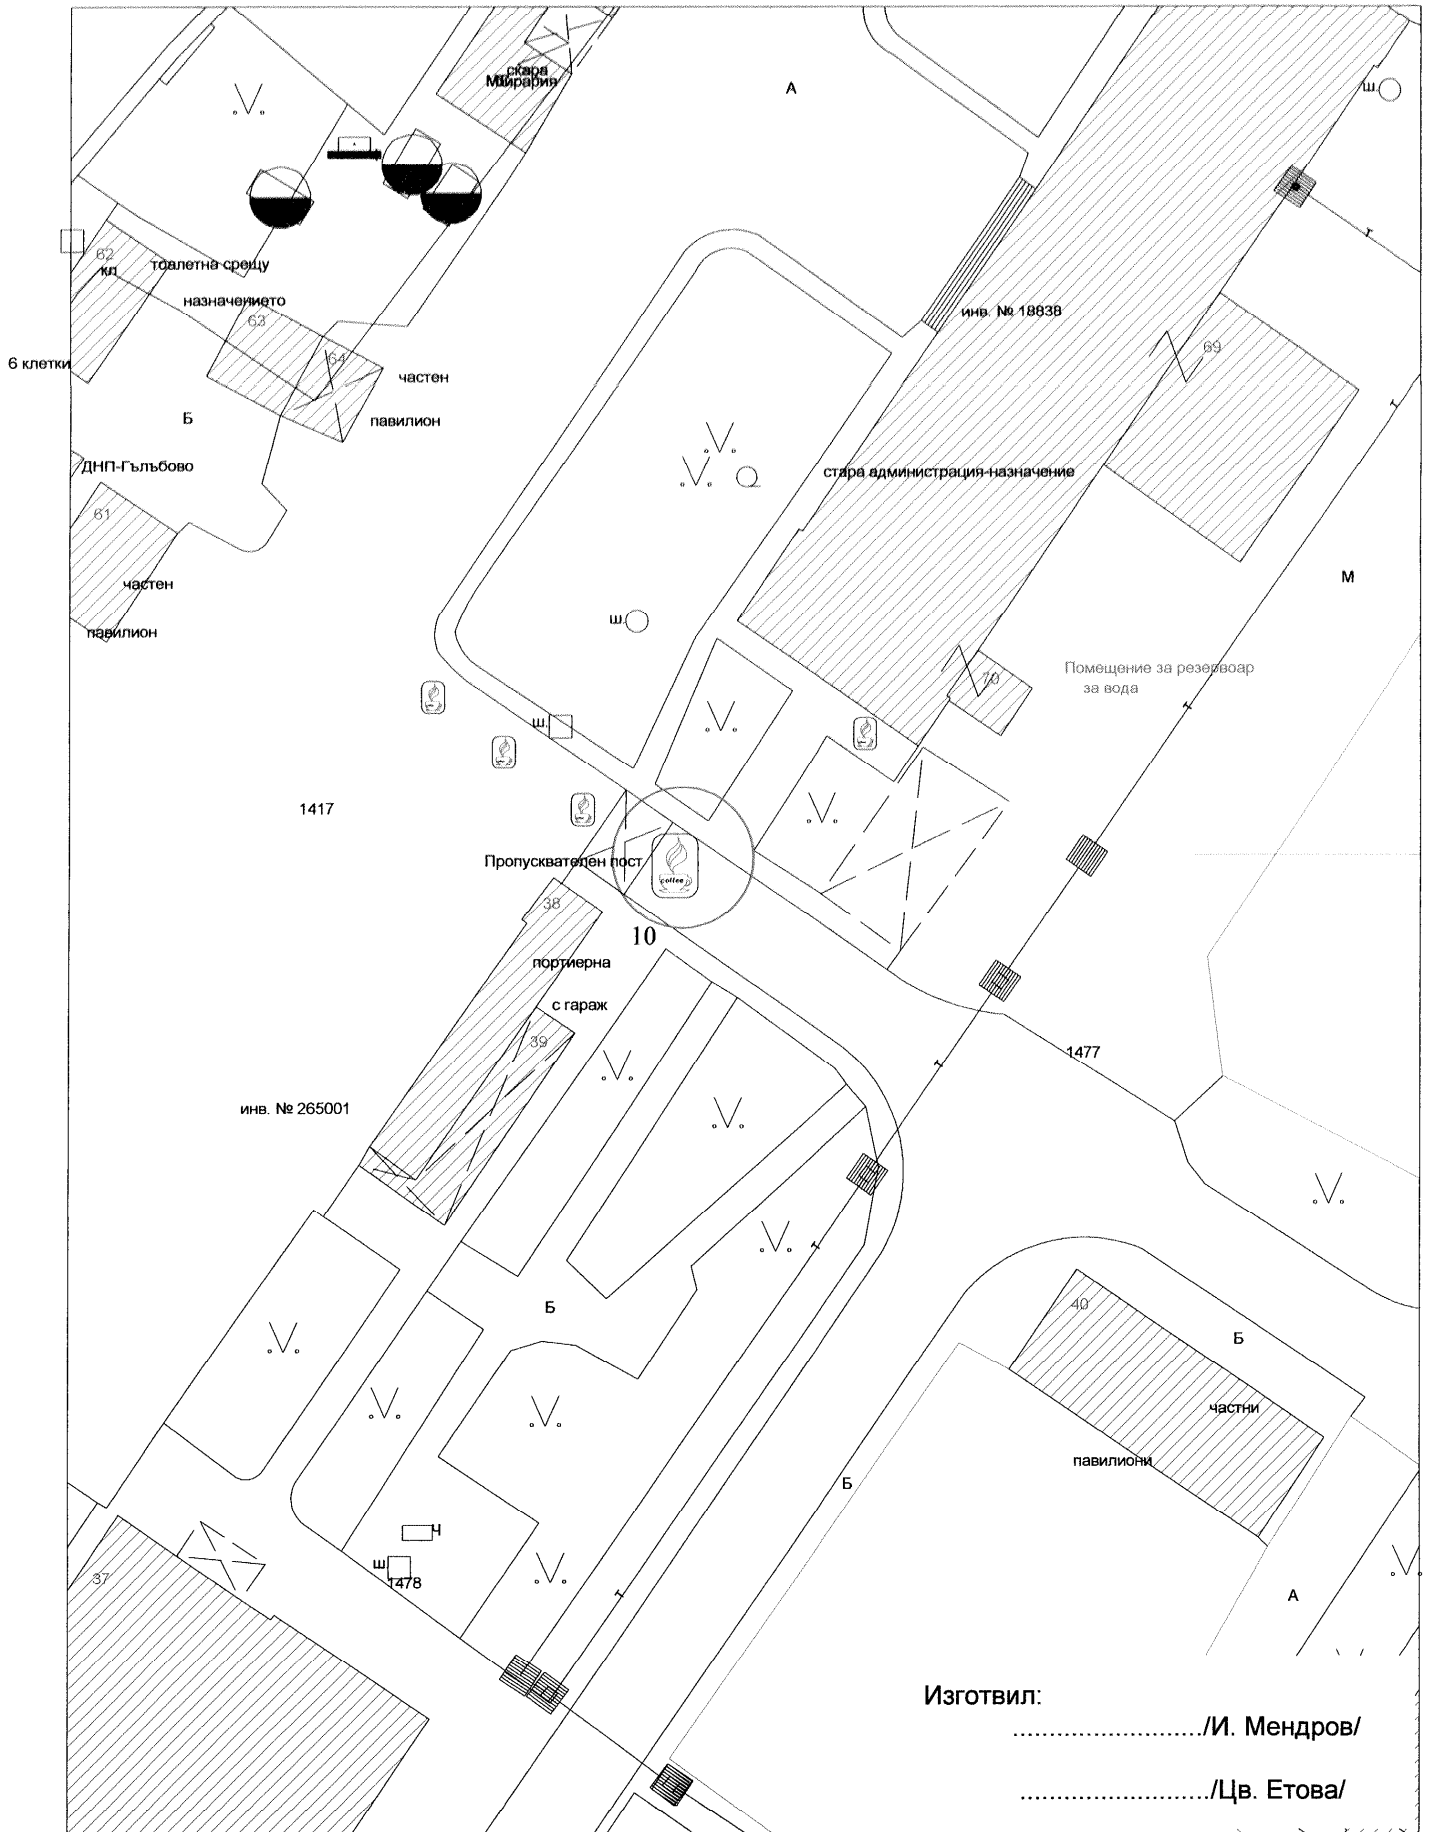 скара
А
ш.
62
кл
тоалетна срещу
назначението
63
инв. № 18838
69
64
6 клетки
частен
Б
павилион
ДНП-Гълъбово
стара администрация-назначение
61
частен
М
ш.
павилион
Помещение за резервоар
за вода
70
ш.
1417
Пропусквателен пост
coffee
38
10
портиерна
с гараж
39
1477
инв. № 265001
Б
40
Б
частни
павилиони
Б
Ч
ш.
1478
37
А
Изготвил:
........................../И. Мендров/
........................../Цв. Етова/